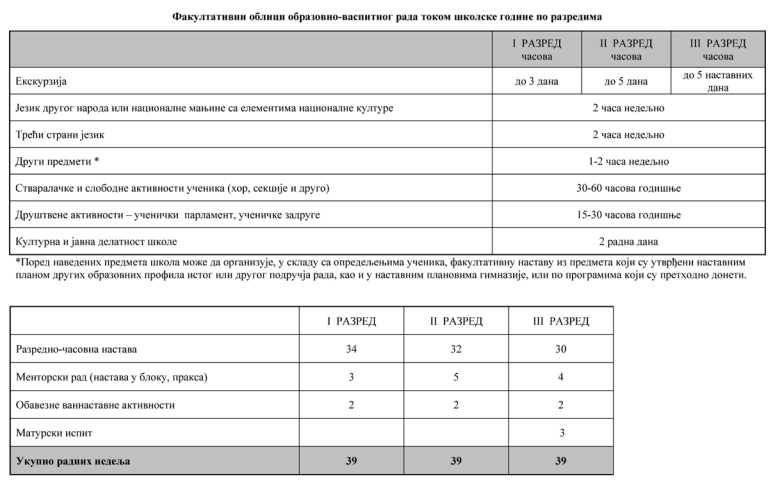 Факултативни облици образовно-васпитног рада током школске године по разредима
I РАЗРЕД часова II РАЗРЕД часова III РАЗРЕД часова
Екскурзија до 3 дана до 5 дана до 5 наставних дана
Језик другог народа или националне мањине са елементима националне културе 2 часа недељно
Трећи страни језик 2 часа недељно
Други предмети * 1-2 часа недељно
Стваралачке и слободне активности ученика (хор, секције и друго) 30-60 часова годишње
Друштвене активности – ученички парламент, ученичке задруге 15-30 часова годишње
Културна и јавна делатност школе 2 радна дана
*Поред наведених предмета школа може да организује, у складу са опредељењима ученика, факултативну наставу из предмета који су утврђени наставним
планом других образовних профила истог или другог подручја рада, као и у наставним плановима гимназије, или по програмима који су претходно донети.
I РАЗРЕД II РАЗРЕД III РАЗРЕД
Разредно-часовна настава 34 32 30
Менторски рад (настава у блоку, пракса) 3 5 4
Обавезне ваннаставне активности 2 2 2
Матурски испит 3
Укупно радних недеља 39 39 39